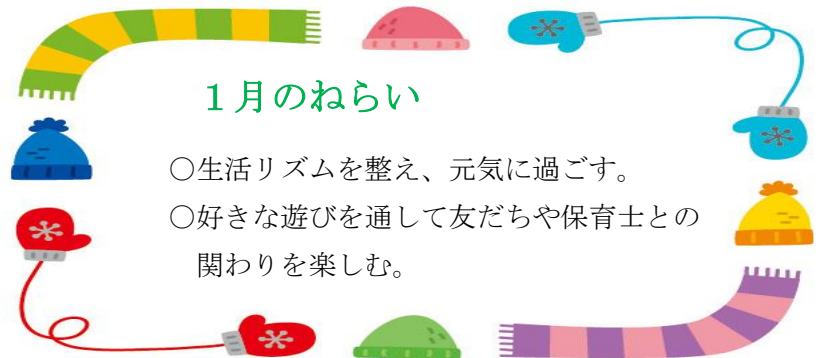 １月のねらい
○生活リズムを整え、元気に過ごす。
○好きな遊びを通して友だちや保育士との
関わりを楽しむ。